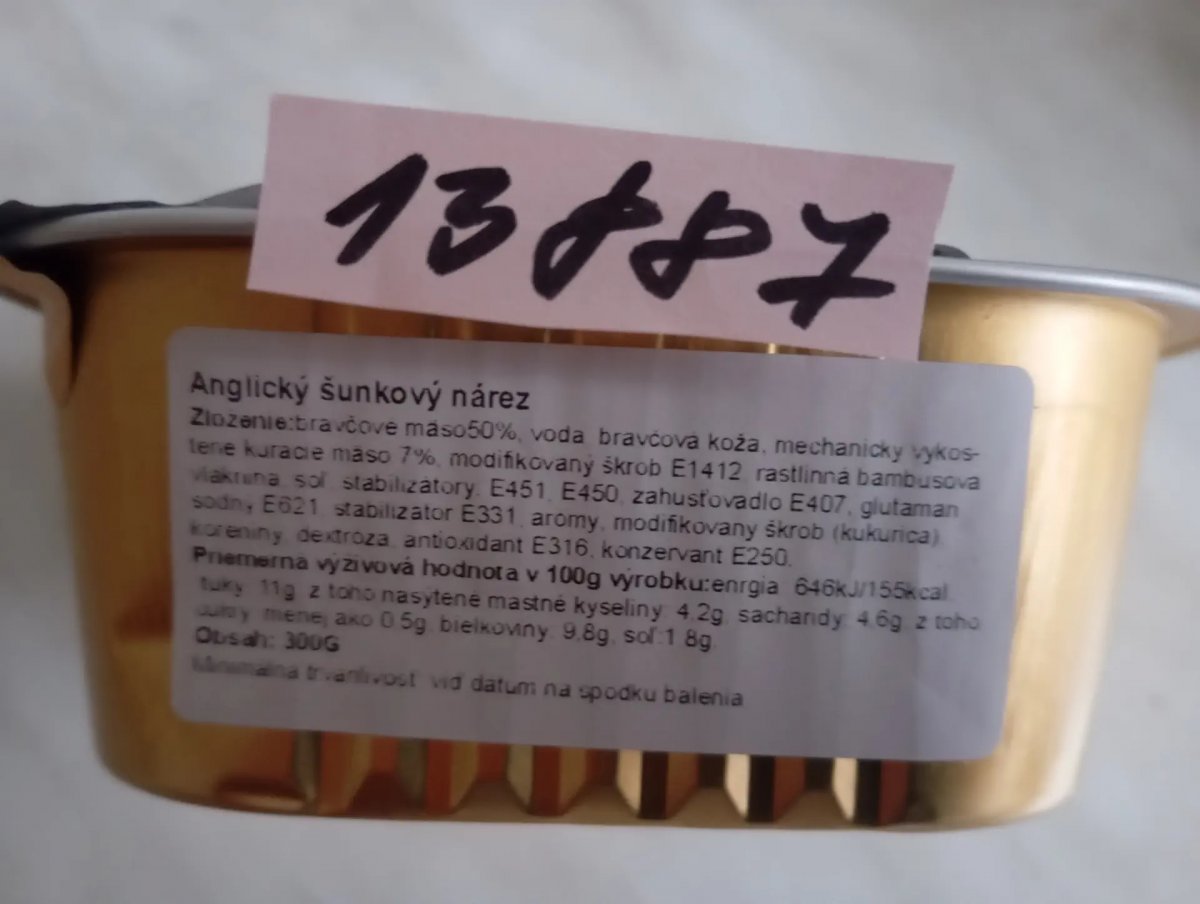 13887
Anglický šunkový nárez
Zloženie:bravčové mäso50%, voda, bravčová koža, mechanicky vykos-
tené kuracie mäso 7%, modifikovaný škrob E1412, rastlinná bambusová
vláknina, soľ, stabilizátory: E451, E450, zahusťovadlo E407, glutaman
sodný E621, stabilizátor E331, arómy, modifikovaný škrob (kukurica),
koreniny, dextróza, antioxidant E316, konzervant E250.
Priemerná výživová hodnota v 100g výrobku:enrgia: 646kJ/155kcal,
tuky: 11g, z toho nasýtené mastné kyseliny: 4,2g, sacharidy: 4,6g, z toho
cukry: menej ako 0,5g, bielkoviny: 9,8g, soľ:1,8g.
Obsah: 300G
Minimálna trvanlivosť: viď dátum na spodku balenia